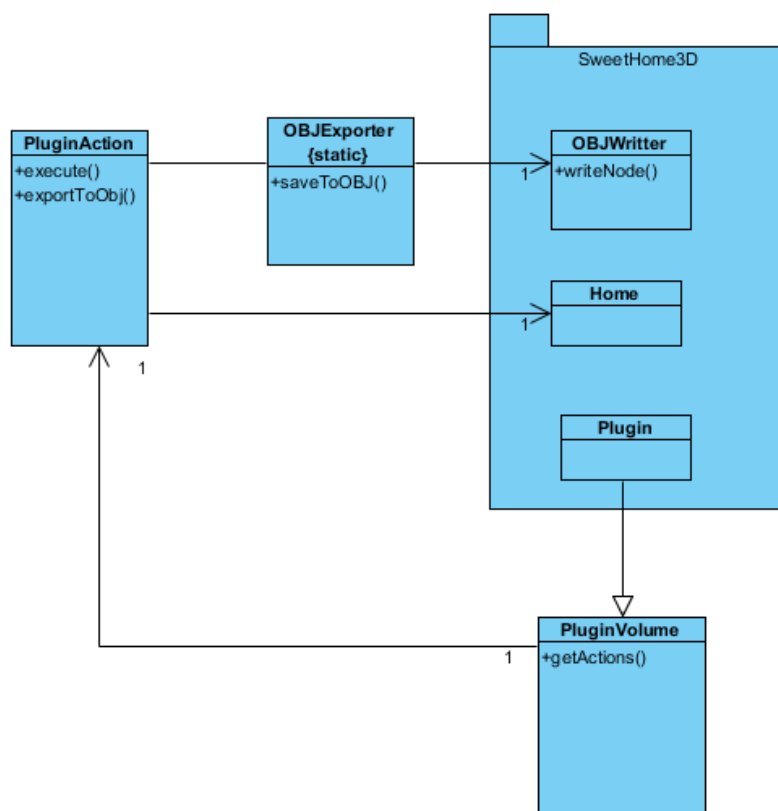 SweetHome3D
PluginAction
+execute()
+exportToObj()
OBJExporter
{static}
+saveToOBJ()
OBJWritter
+writeNode()
1
Home
1
1
Plugin
PluginVolume
+getActions()
1